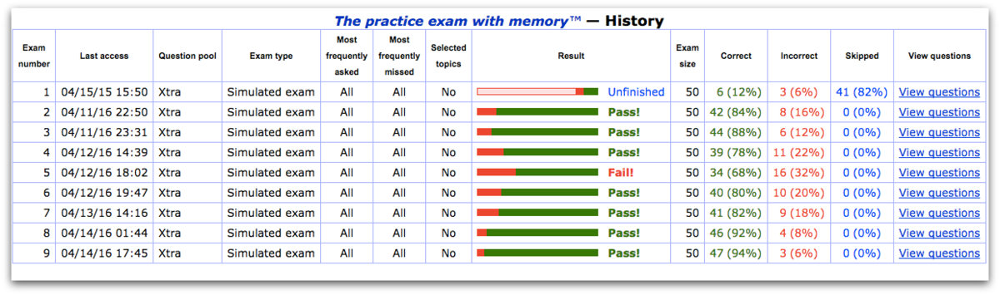 The practice exam with memory™ — History
Exam number Last access Question pool Exam type Most frequently asked Most frequently missed Selected topics Result Exam size Correct Incorrect Skipped View questions
1 04/15/15 15:50 Xtra Simulated exam All All No Unfinished 50 6 (12%) 3 (6%) 41 (82%) View questions
2 04/11/16 22:50 Xtra Simulated exam All All No Pass! 50 42 (84%) 8 (16%) 0 (0%) View questions
3 04/11/16 23:31 Xtra Simulated exam All All No Pass! 50 44 (88%) 6 (12%) 0 (0%) View questions
4 04/12/16 14:39 Xtra Simulated exam All All No Pass! 50 39 (78%) 11 (22%) 0 (0%) View questions
5 04/12/16 18:02 Xtra Simulated exam All All No Fail! 50 34 (68%) 16 (32%) 0 (0%) View questions
6 04/12/16 19:47 Xtra Simulated exam All All No Pass! 50 40 (80%) 10 (20%) 0 (0%) View questions
7 04/13/16 14:16 Xtra Simulated exam All All No Pass! 50 41 (82%) 9 (18%) 0 (0%) View questions
8 04/14/16 01:44 Xtra Simulated exam All All No Pass! 50 46 (92%) 4 (8%) 0 (0%) View questions
9 04/14/16 17:45 Xtra Simulated exam All All No Pass! 50 47 (94%) 3 (6%) 0 (0%) View questions